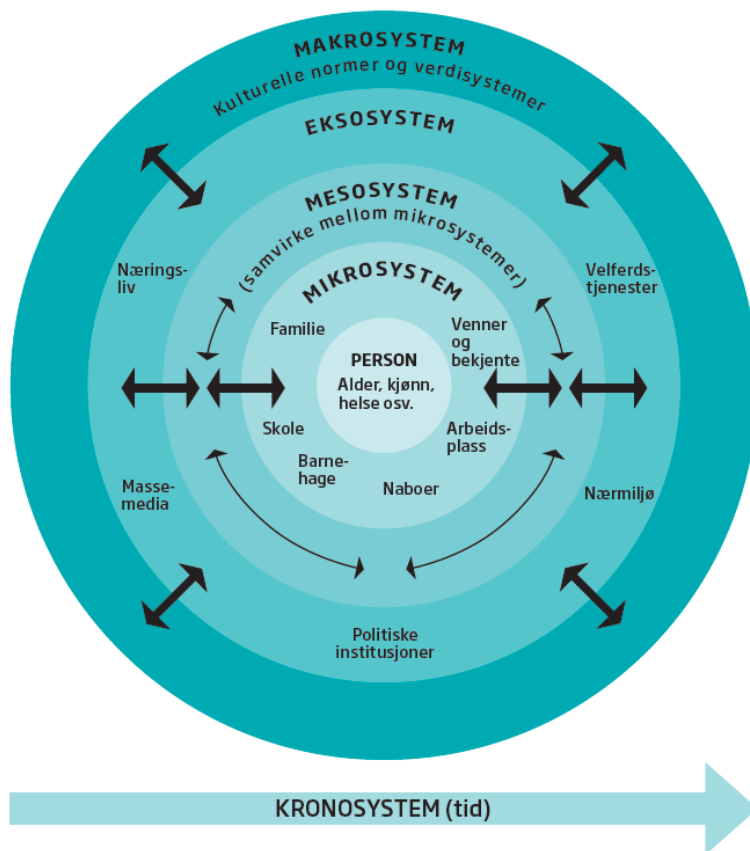 MAKROSYSTEM
Kulturelle normer og verdisystemer
EKSOSYSTEM
MESOSYSTEM
(samvirke mellom mikrosystemer)
MIKROSYSTEM
Nærings-
liv
Velferds-
tjenester
Familie
Venner
og
bekjente
PERSON
Alder, kjønn,
helse osv.
Skole
Arbeids-
plass
Barne-
hage
Naboer
Masse-
media
Nærmiljø
Politiske
institusjoner
KRONOSYSTEM (tid)